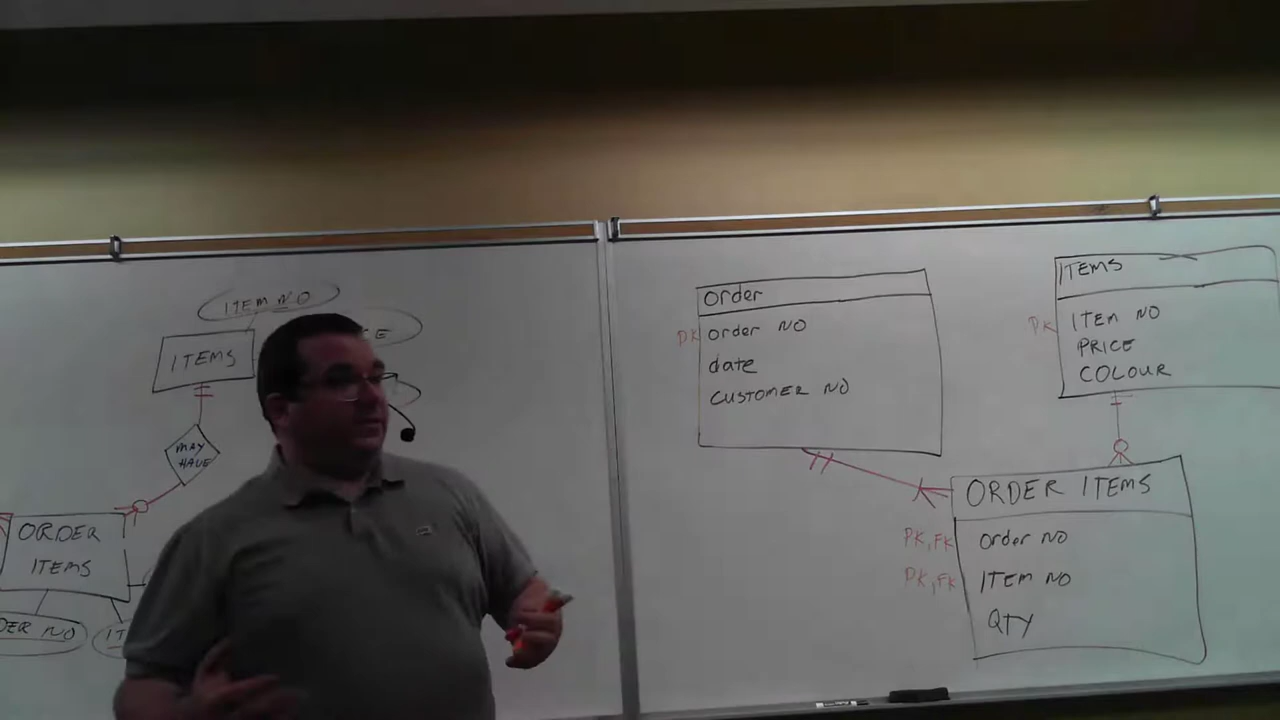 ITEM NO
ITEMS
MAY
HAVE
ORDER
ITEMS
Order
PK
order NO
date
CUSTOMER NO
ITEMS
PK
ITEM NO
PRICE
COLOUR
ORDER ITEMS
PK, FK
Order NO
PK, FK
ITEM NO
QTY